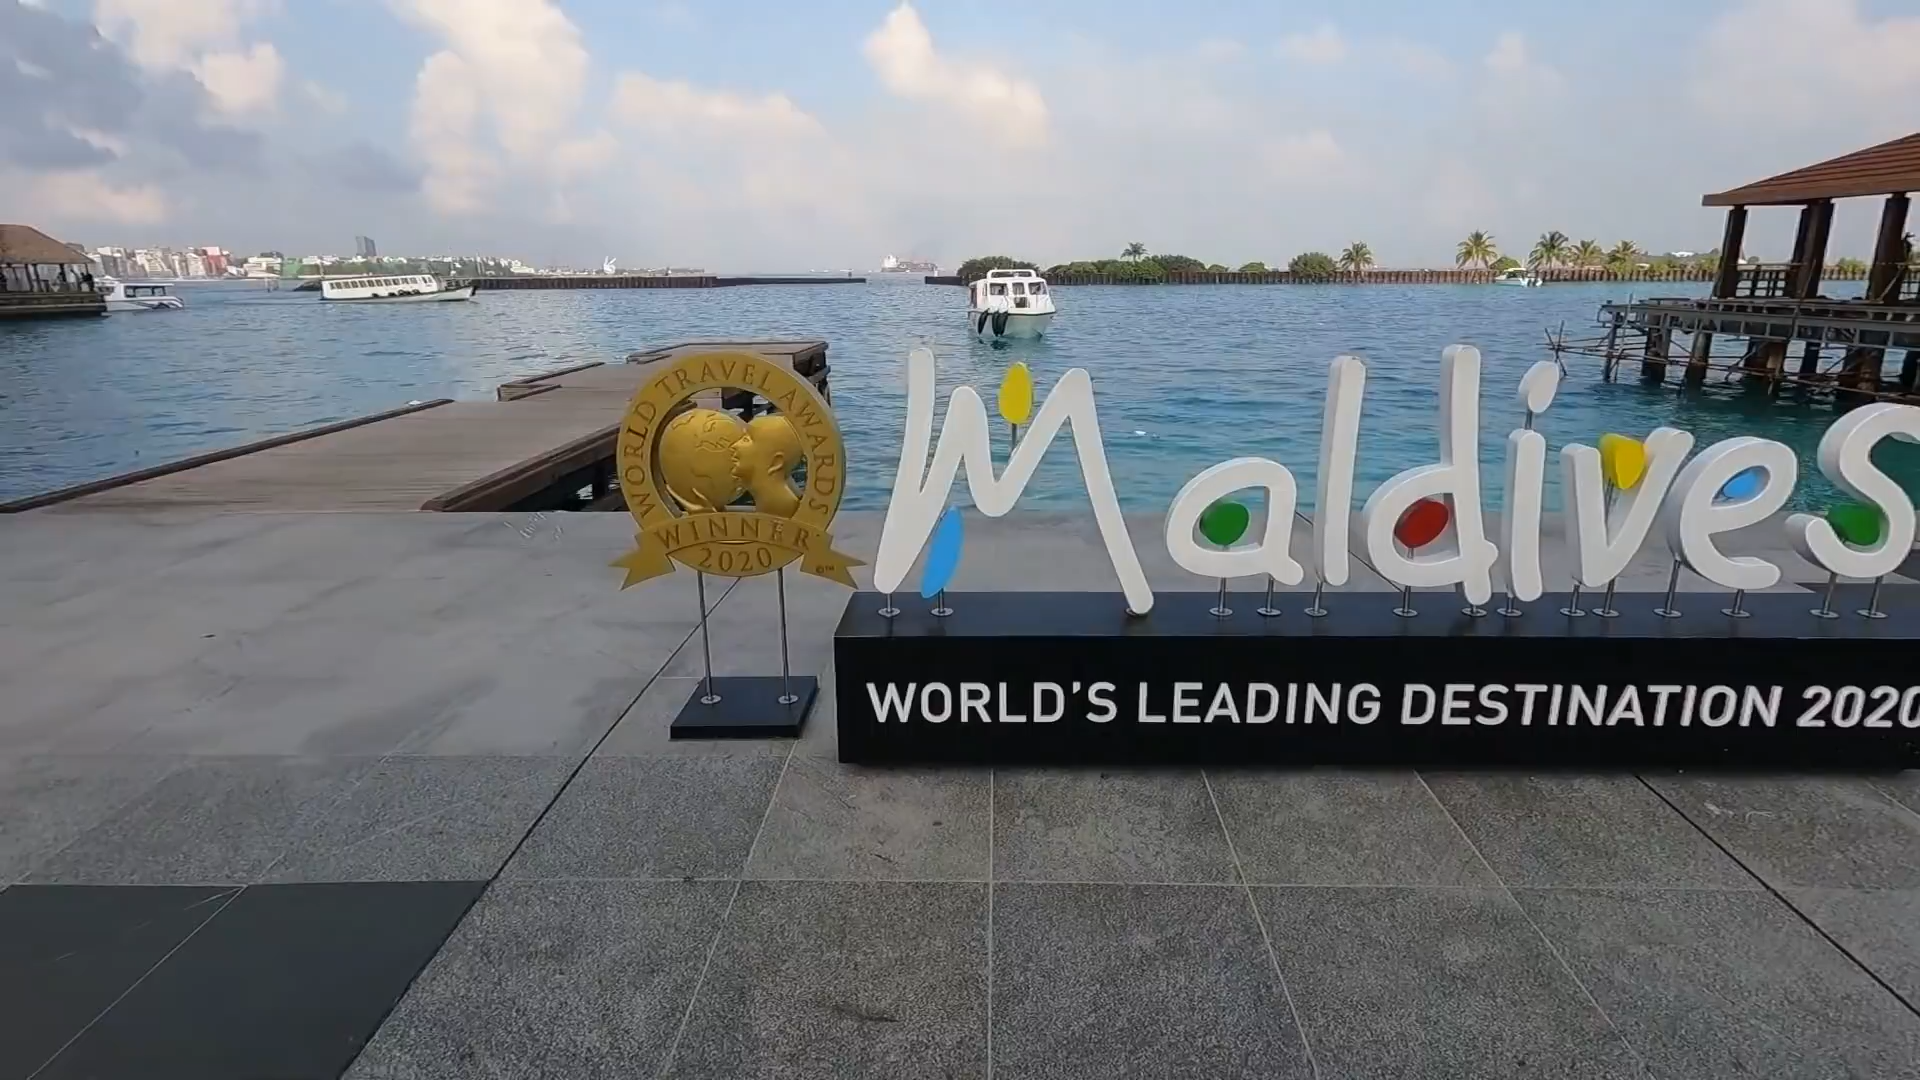 WORLD TRAVEL AWARDS
WINNER
2020
Maldives
WORLD'S LEADING DESTINATION 2020